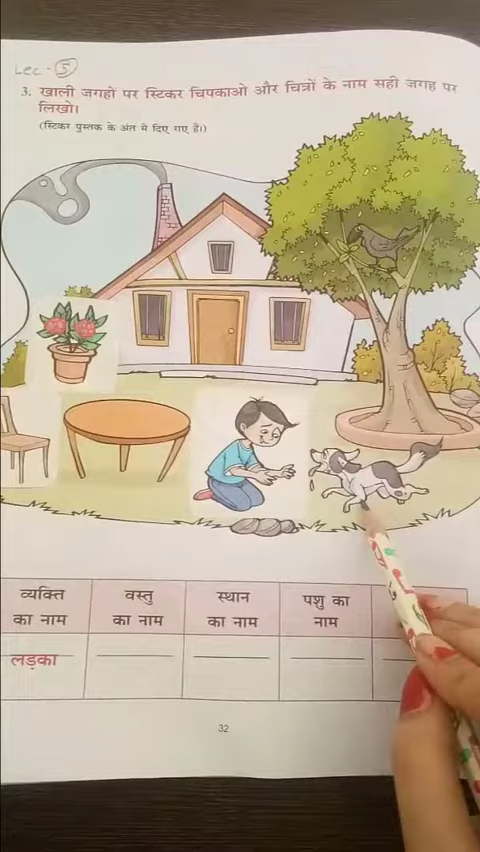 Lec - 5
3. खाली जगहों पर स्टिकर चिपकाओ और चित्रों के नाम सही जगह पर
लिखो।
(स्टिकर पुस्तक के अंत में दिए गए हैं।)
व्यक्ति का नाम
वस्तु का नाम
स्थान का नाम
पशु का नाम
लड़का
32